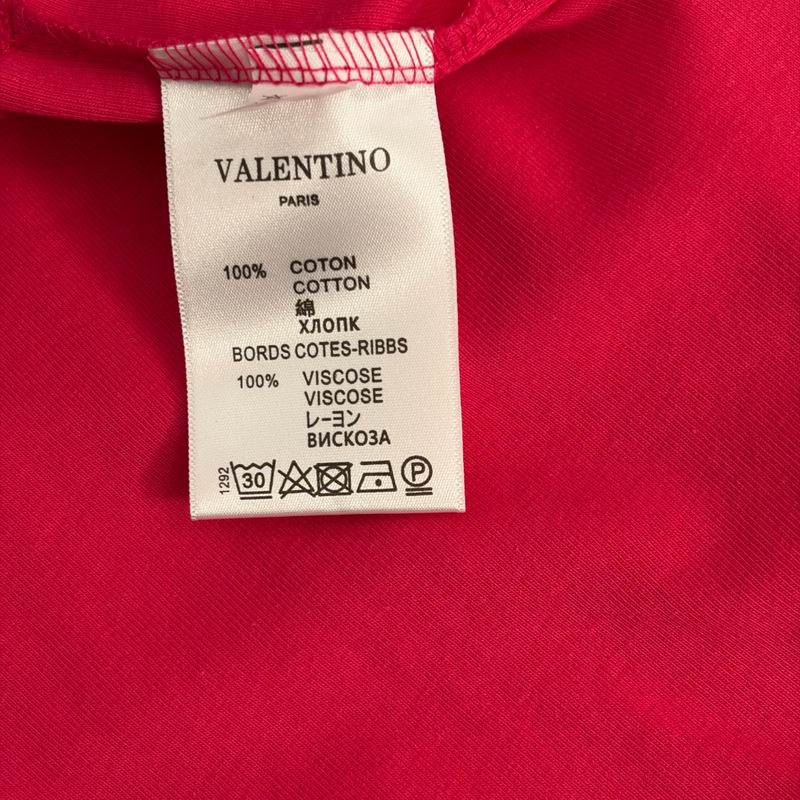 VALENTINO
PARIS
100% COTON
COTTON
綿
ХЛОПК
BORDS COTES-RIBBS
100% VISCOSE
VISCOSE
レーヨン
ВИСКОЗА
1292 30 P